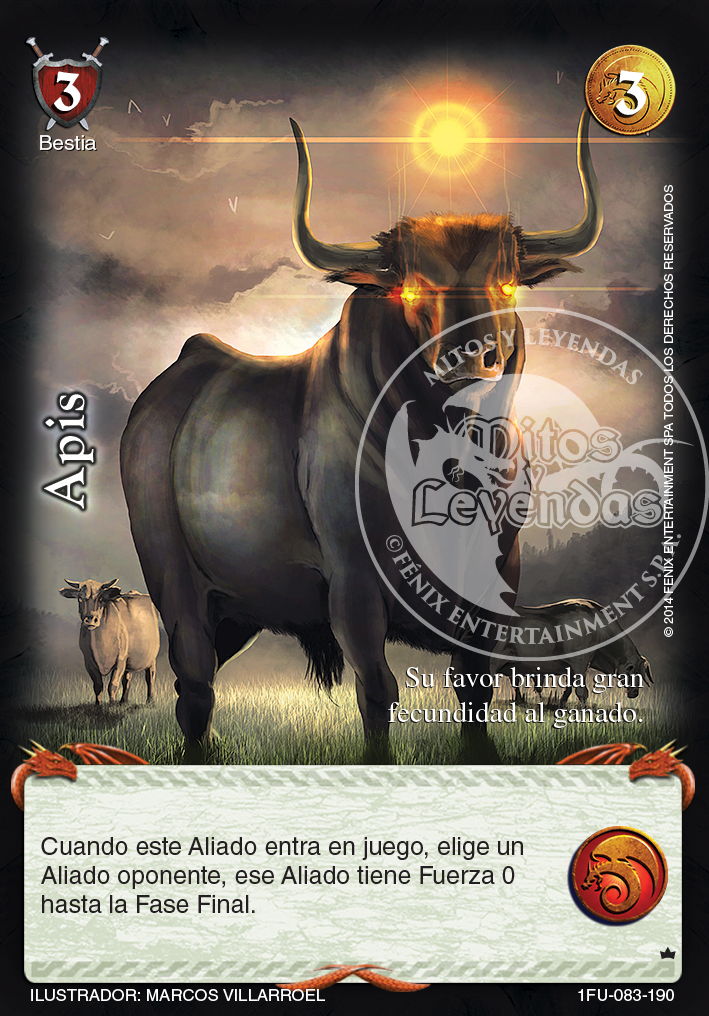 3
3
Bestia
Apis
MITOS Y LEYENDAS
Mitos
Leyendas
© FÉNIX ENTERTAINMENT S.P.A.
© 2014 FENIX ENTERTAINMENT SPA TODOS LOS DERECHOS RESERVADOS
Su favor brinda gran
fecundidad al ganado.
Cuando este Aliado entra en juego, elige un
Aliado oponente, ese Aliado tiene Fuerza 0
hasta la Fase Final.
ILUSTRADOR: MARCOS VILLARROEL
1FU-083-190